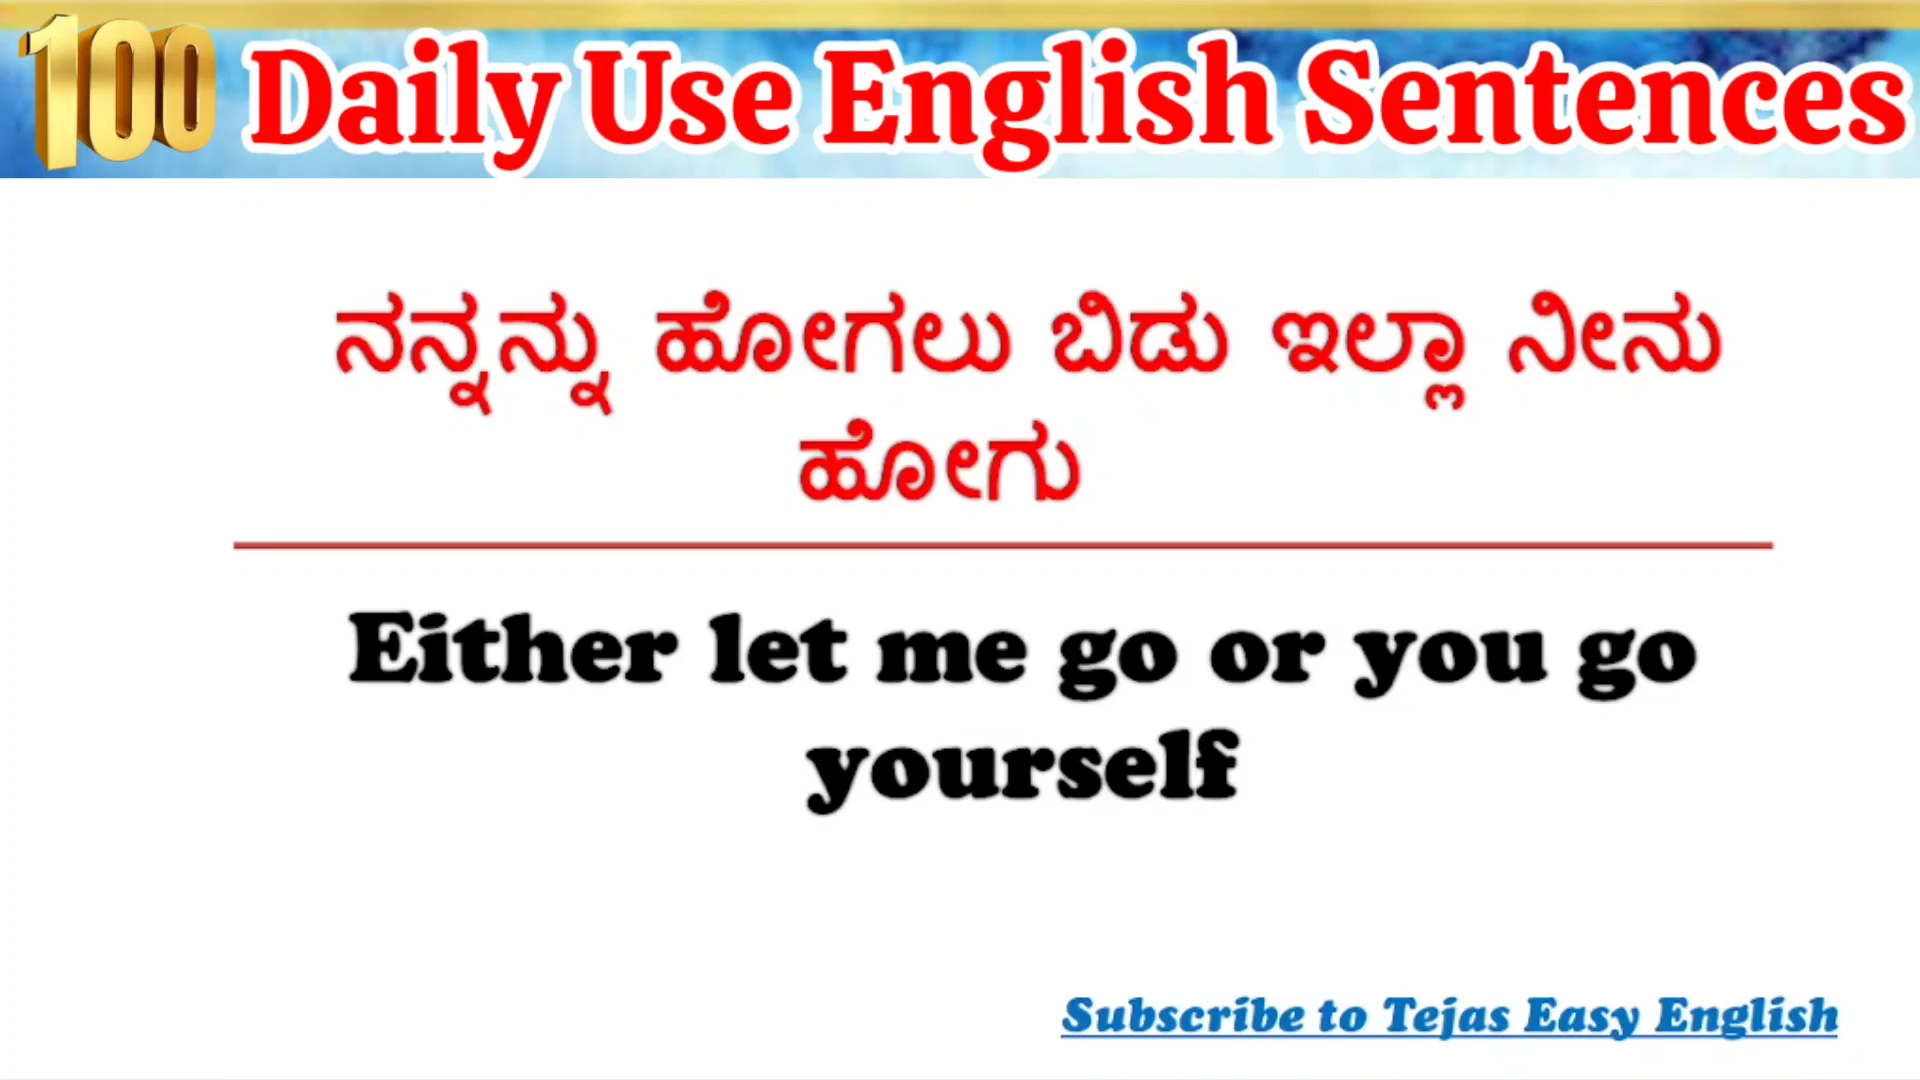 100 Daily Use English Sentences
ನನ್ನನ್ನು ಹೋಗಲು ಬಿಡು ಇಲ್ಲಾ ನೀನು
ಹೋಗು
Either let me go or you go
yourself
Subscribe to Tejas Easy English